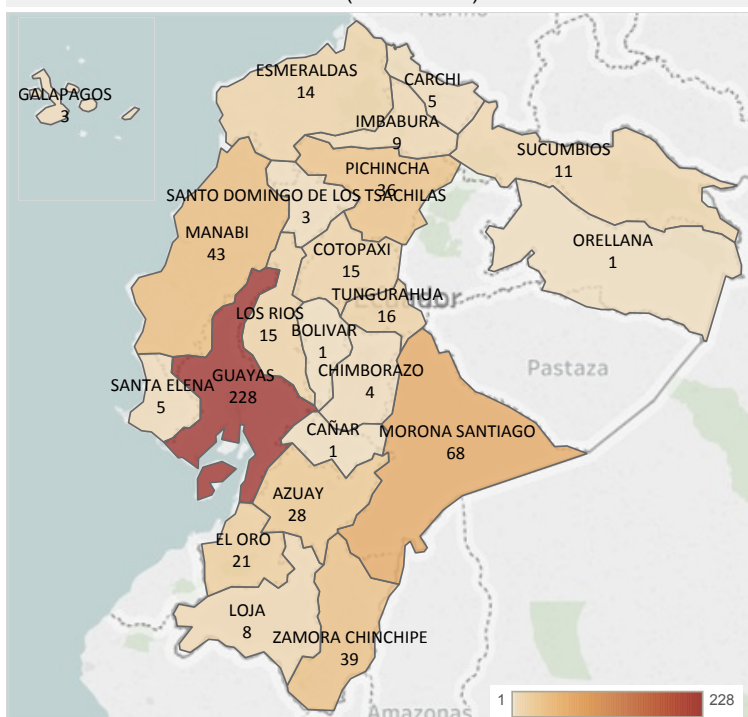 ESMERALDAS
14
CARCHI
5
GALAPAGOS
3
IMBABURA
9
SUCUMBIOS
11
PICHINCHA
36
SANTO DOMINGO DE LOS TSACHILAS
3
MANABI
43
ORELLANA
1
COTOPAXI
15
TUNGURAHUA
16
Ecuador
LOS RIOS
15
BOLIVAR
1
Pastaza
CHIMBORAZO
4
GUAYAS
228
SANTA ELENA
5
CAÑAR
1
MORONA SANTIAGO
68
AZUAY
28
EL ORO
21
LOJA
8
ZAMORA CHINCHIPE
39
1
228
Amazonas